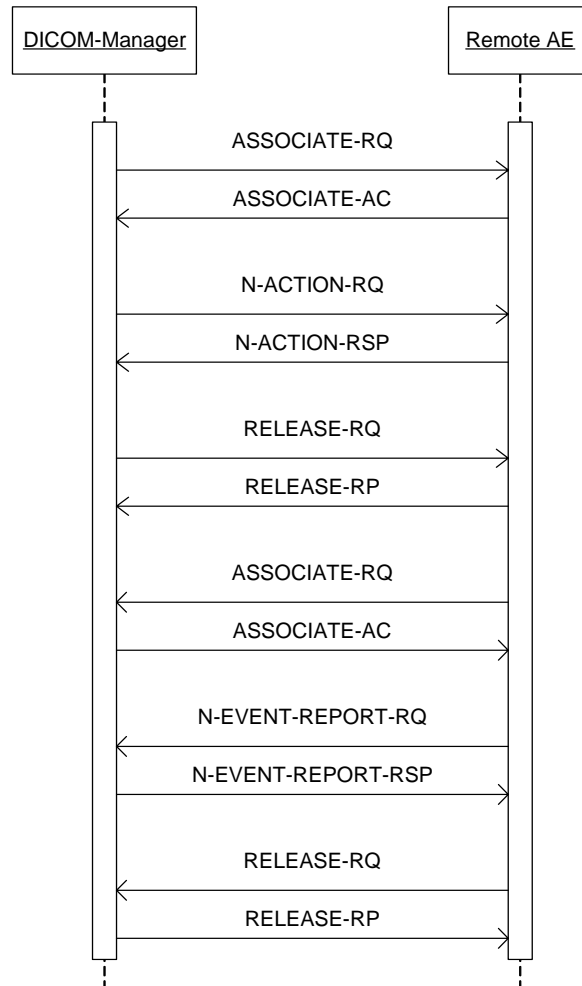 DICOM-Manager
Remote AE
ASSOCIATE-RQ
ASSOCIATE-AC
N-ACTION-RQ
N-ACTION-RSP
RELEASE-RQ
RELEASE-RP
ASSOCIATE-RQ
ASSOCIATE-AC
N-EVENT-REPORT-RQ
N-EVENT-REPORT-RSP
RELEASE-RQ
RELEASE-RP